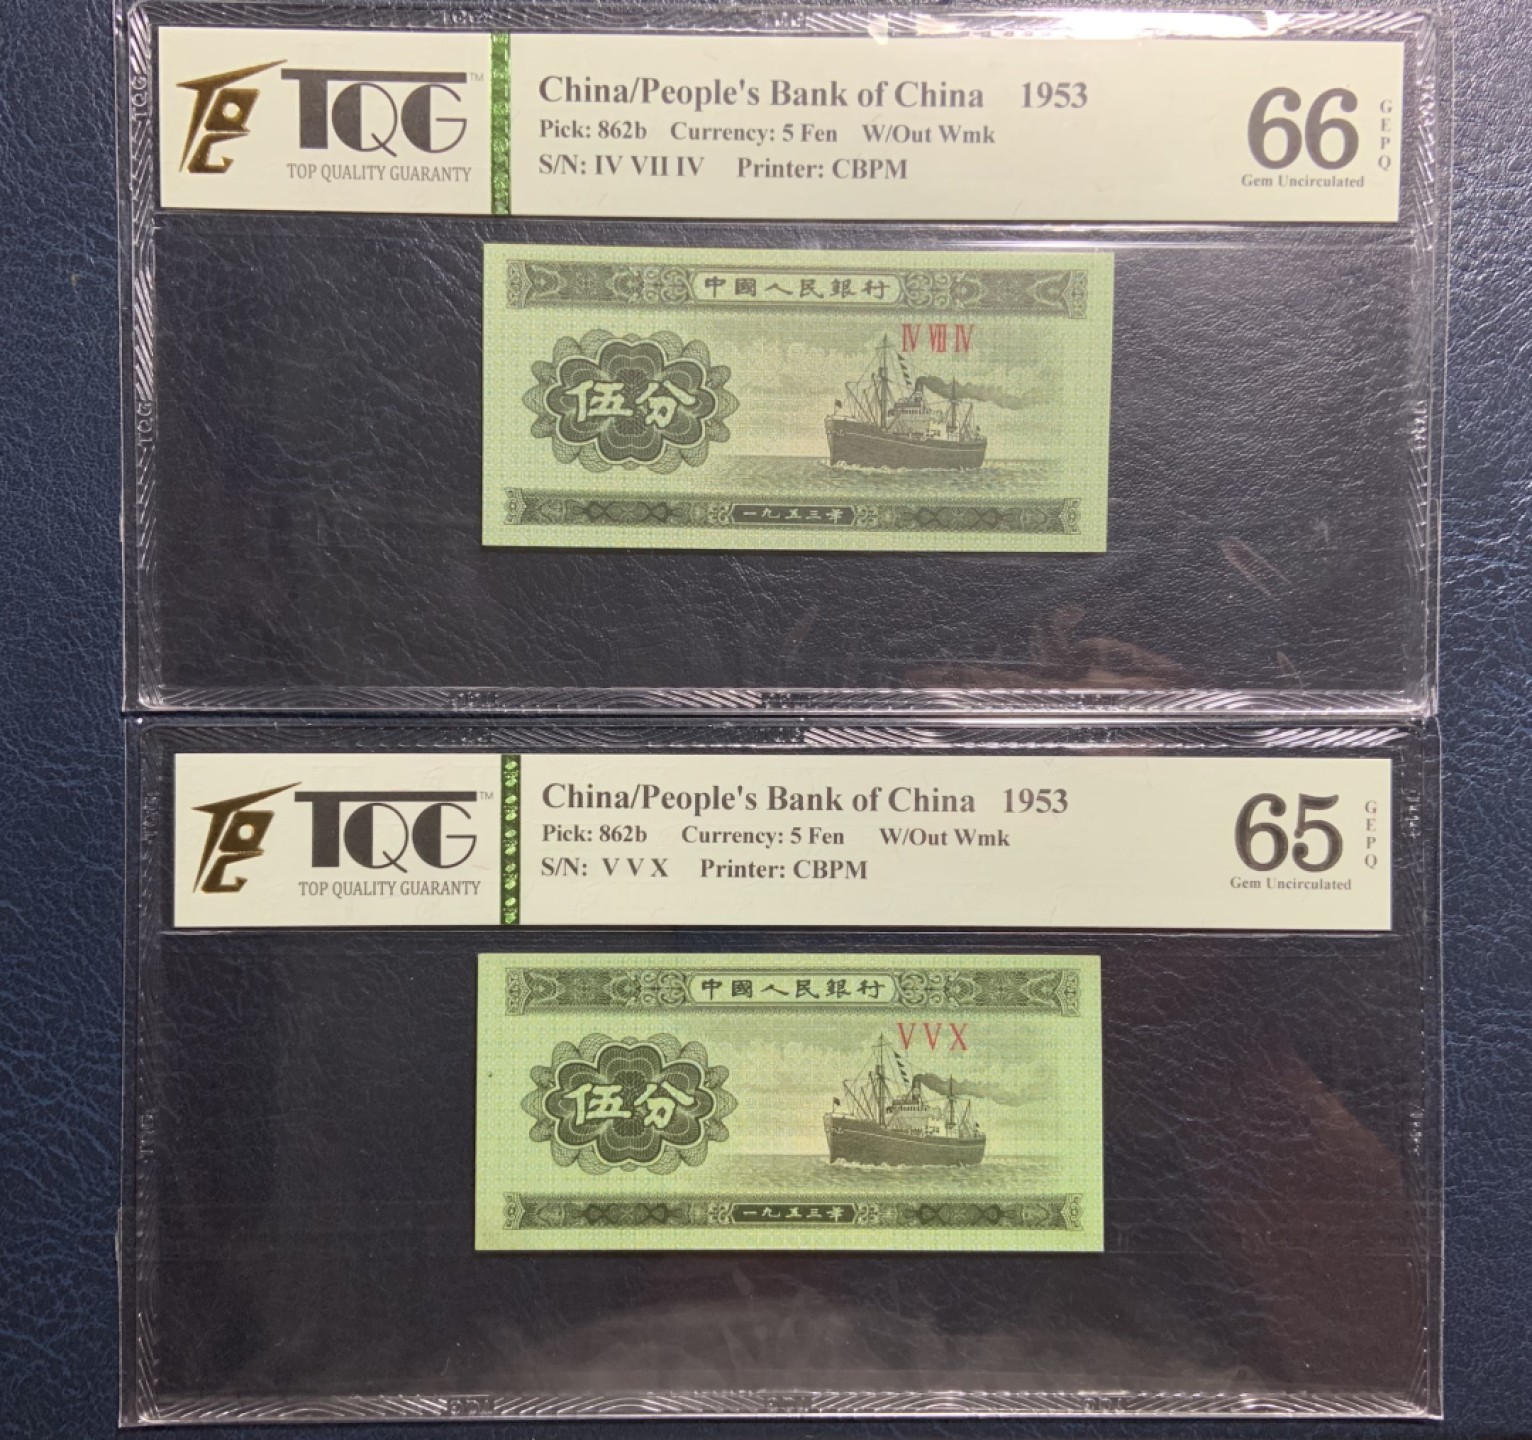 TQG™
TOP QUALITY GUARANTY
China/People's Bank of China 1953
Pick: 862b Currency: 5 Fen W/Out Wmk
S/N: IV VII IV Printer: CBPM
66
Gem Uncirculated
GEPQ
中國人民銀行
IV VII IV
伍分
一九五三年
TQG™
TOP QUALITY GUARANTY
China/People's Bank of China 1953
Pick: 862b Currency: 5 Fen W/Out Wmk
S/N: V V X Printer: CBPM
65
Gem Uncirculated
GEPQ
中國人民銀行
V V X
伍分
一九五三年